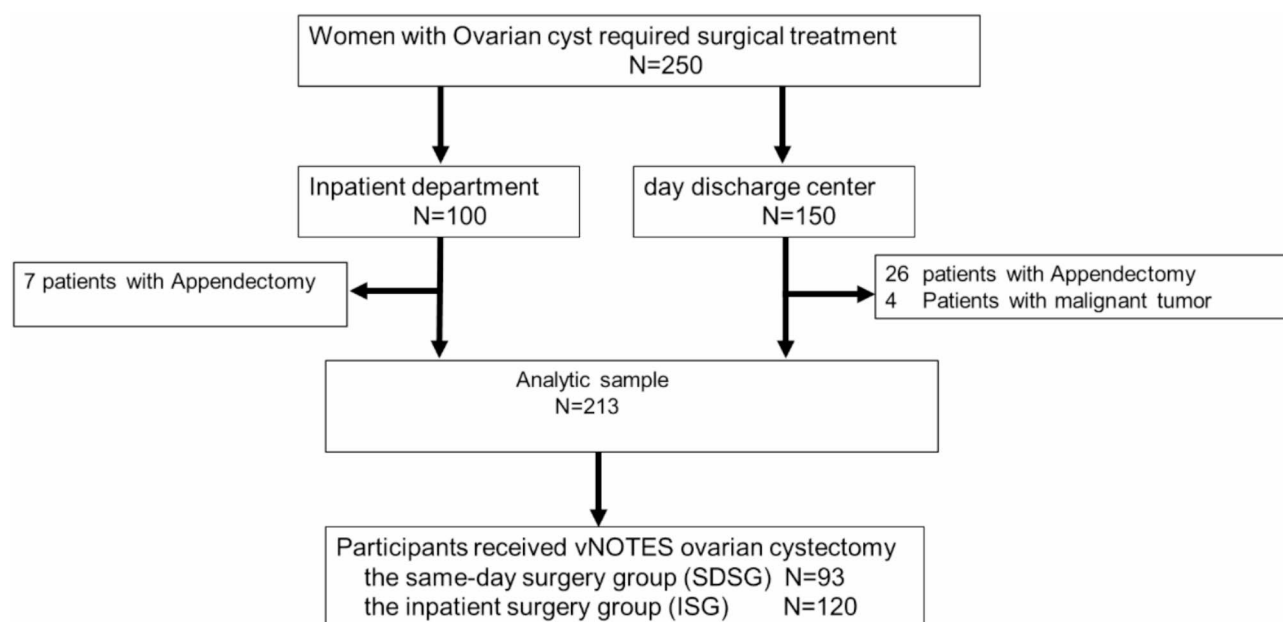 Women with Ovarian cyst required surgical treatment
N=250
Inpatient department
N=100
day discharge center
N=150
7 patients with Appendectomy
26 patients with Appendectomy
4 Patients with malignant tumor
Analytic sample
N=213
Participants received vNOTES ovarian cystectomy
the same-day surgery group (SDSG) N=93
the inpatient surgery group (ISG) N=120